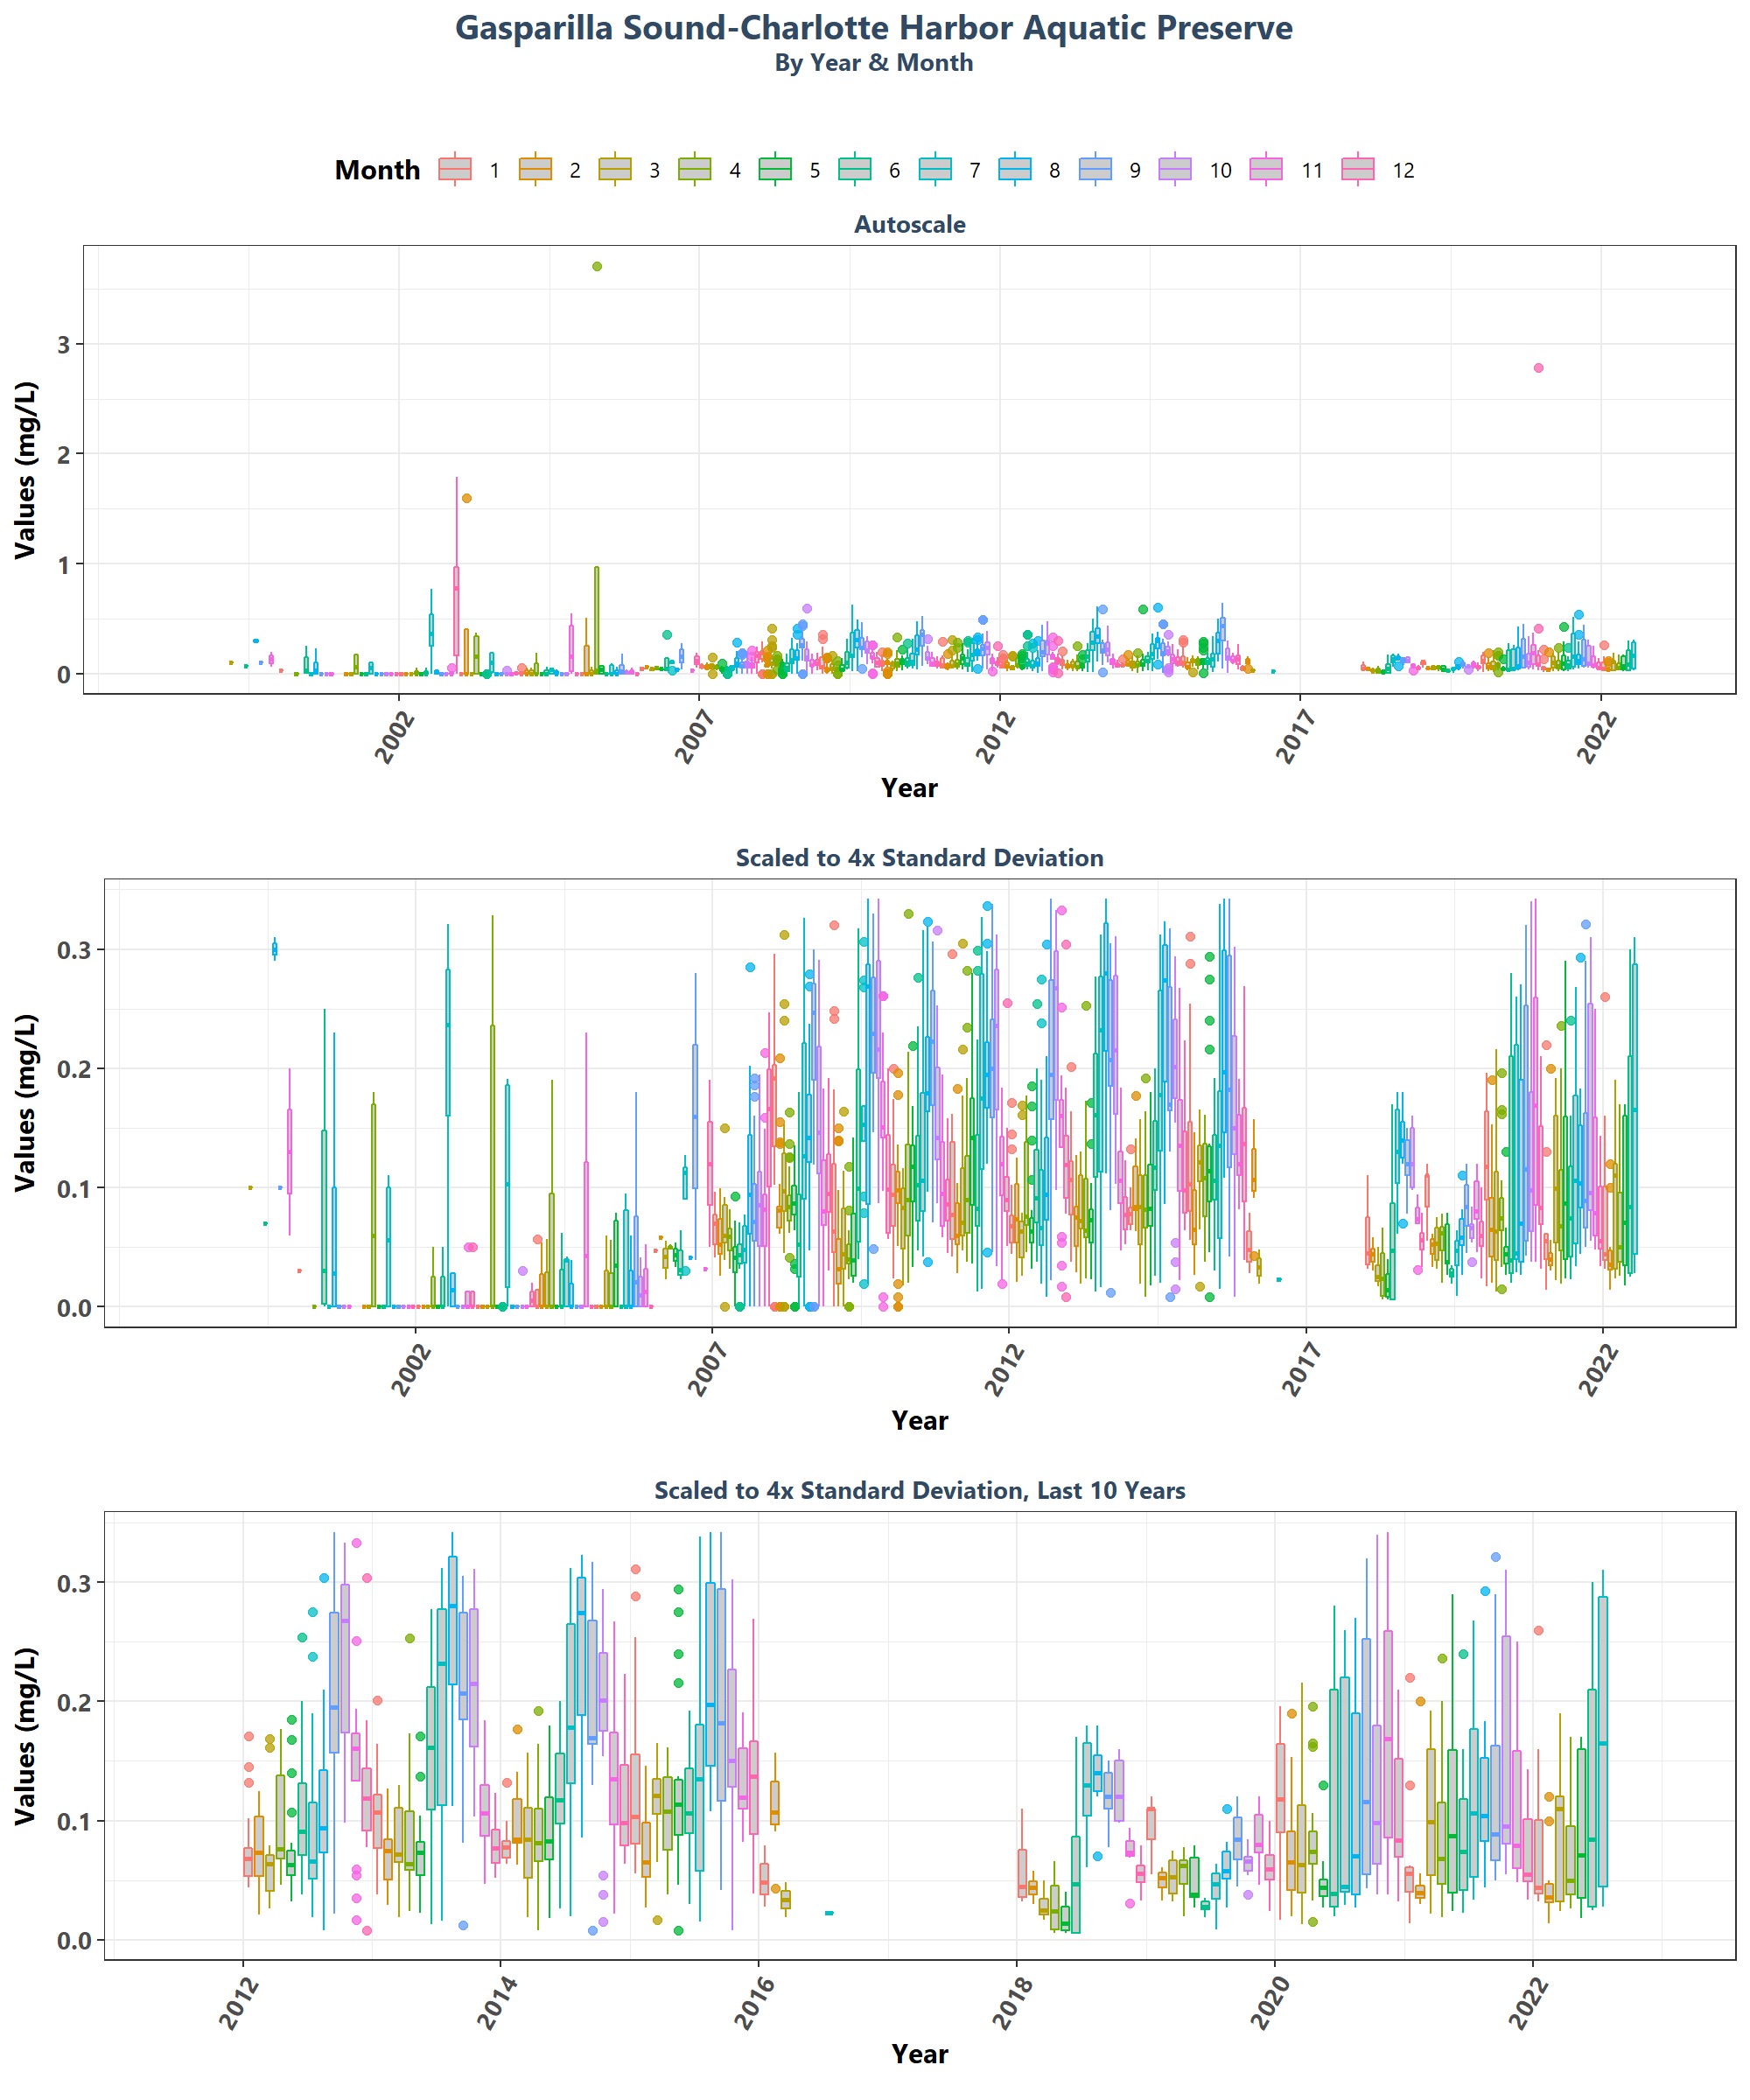 Gasparilla Sound-Charlotte Harbor Aquatic Preserve
By Year & Month
Month 1 2 3 4 5 6 7 8 9 10 11 12
Autoscale
Values (mg/L)
3
2
1
0
2002 2007 2012 2017 2022
Year
Scaled to 4x Standard Deviation
Values (mg/L)
0.3
0.2
0.1
0.0
2002 2007 2012 2017 2022
Year
Scaled to 4x Standard Deviation, Last 10 Years
Values (mg/L)
0.3
0.2
0.1
0.0
2012 2014 2016 2018 2020 2022
Year